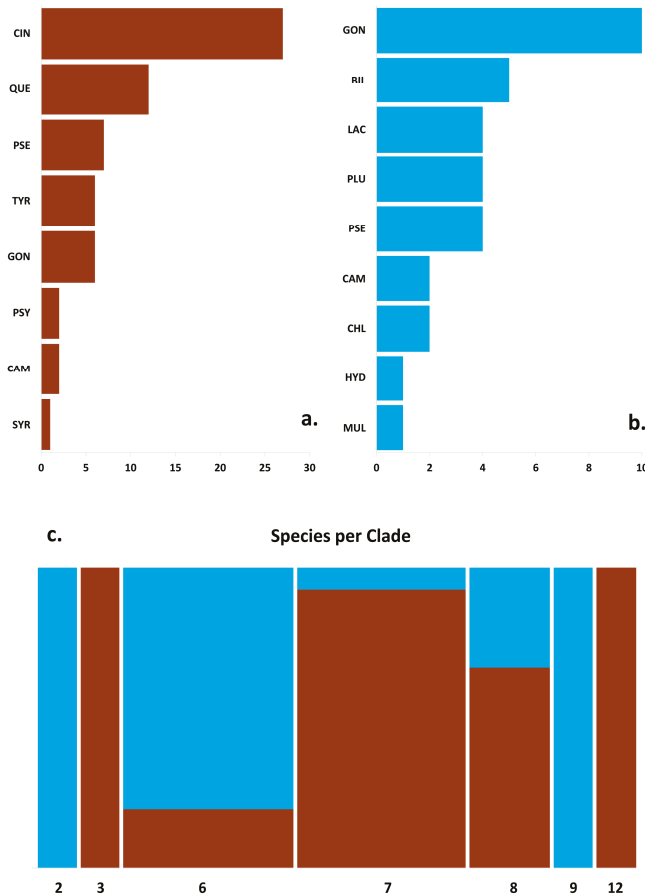 CIN
QUE
PSE
TYR
GON
PSY
CAM
SYR
a.
0 5 10 15 20 25 30
GON
LAC
PLU
PSE
CAM
CHL
HYD
MUL
b.
0 2 4 6 8 10
c.
Species per Clade
2 3 6 7 8 9 12